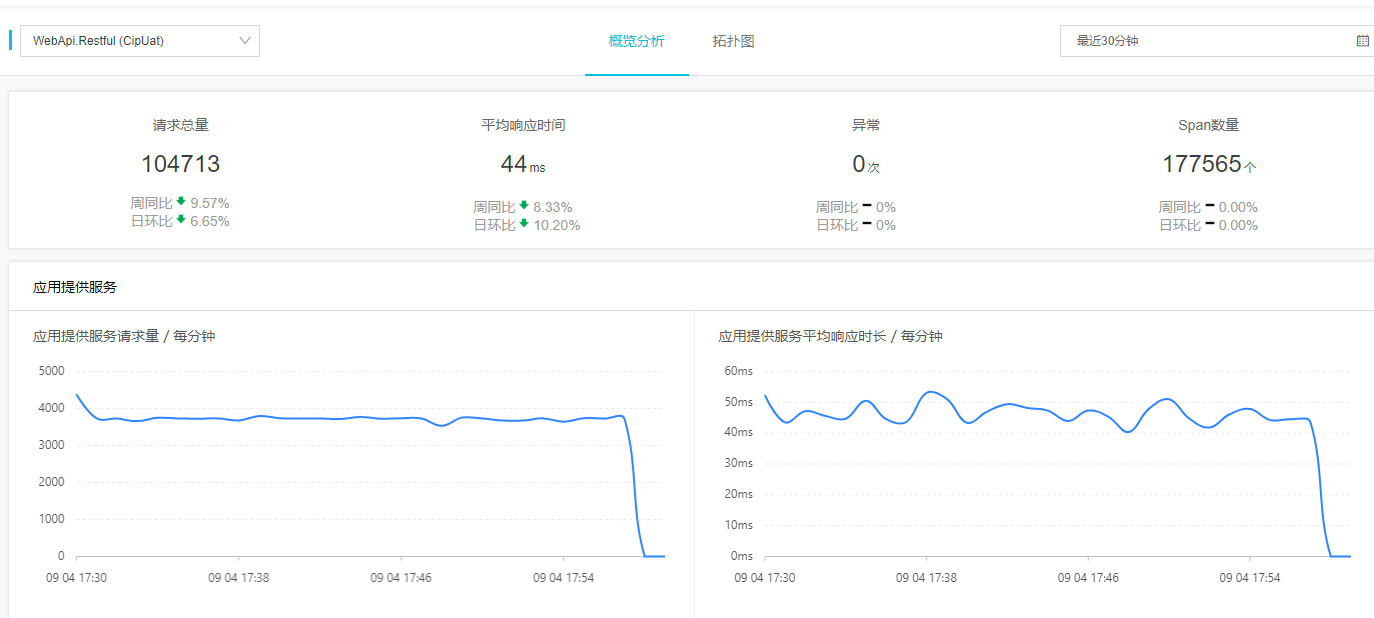 WebApi.Restful (CipUat)
概览分析
拓扑图
最近30分钟
请求总量
104713
周同比 9.57%
日环比 6.65%
平均响应时间
44 ms
周同比 8.33%
日环比 10.20%
异常
0次
周同比 0%
日环比 0%
Span数量
177565个
周同比 0.00%
日环比 0.00%
应用提供服务
应用提供服务请求量 / 每分钟
5000
4000
3000
2000
1000
0
09 04 17:30
09 04 17:38
09 04 17:46
09 04 17:54
应用提供服务平均响应时长 / 每分钟
60ms
50ms
40ms
30ms
20ms
10ms
0ms
09 04 17:30
09 04 17:38
09 04 17:46
09 04 17:54